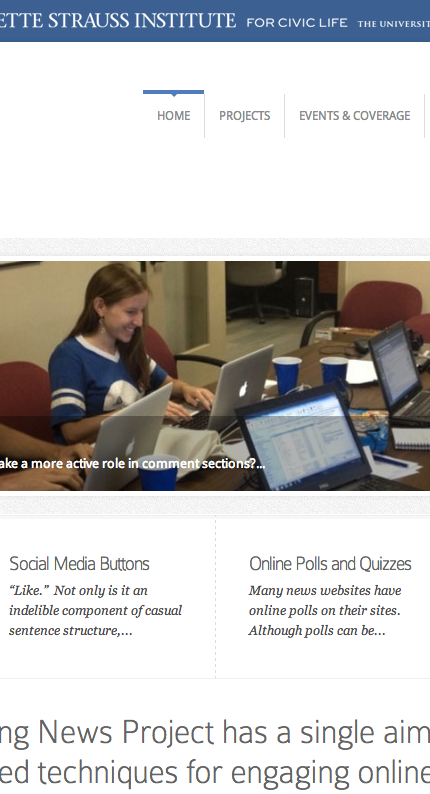 ETTE STRAUSS INSTITUTE FOR CIVIC LIFE THE UNIVERSIT
HOME PROJECTS EVENTS & COVERAGE
ake a more active role in comment sections?...
Social Media Buttons
“Like.” Not only is it an
indelible component of casual
sentence structure,...
Online Polls and Quizzes
Many news websites have
online polls on their sites.
Although polls can be...
ng News Project has a single aim
ed techniques for engaging online